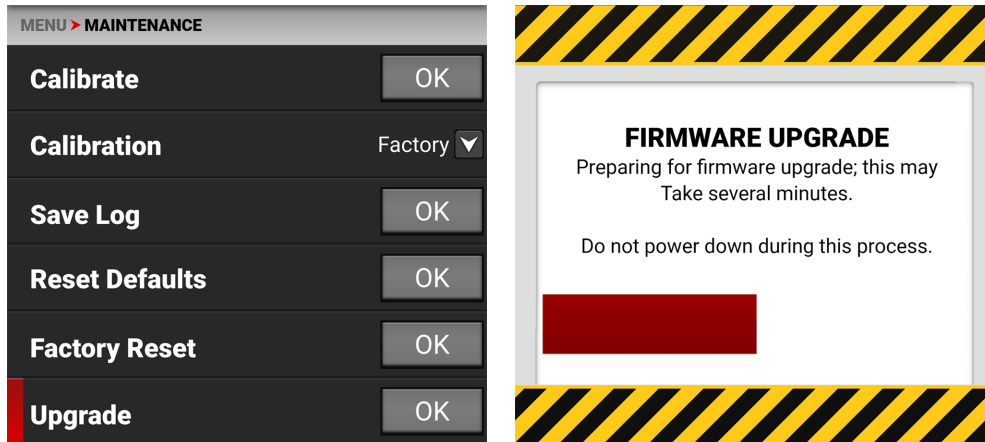 MENU > MAINTENANCE
Calibrate OK
Calibration Factory
Save Log OK
Reset Defaults OK
Factory Reset OK
Upgrade OK
FIRMWARE UPGRADE
Preparing for firmware upgrade; this may
Take several minutes.
Do not power down during this process.